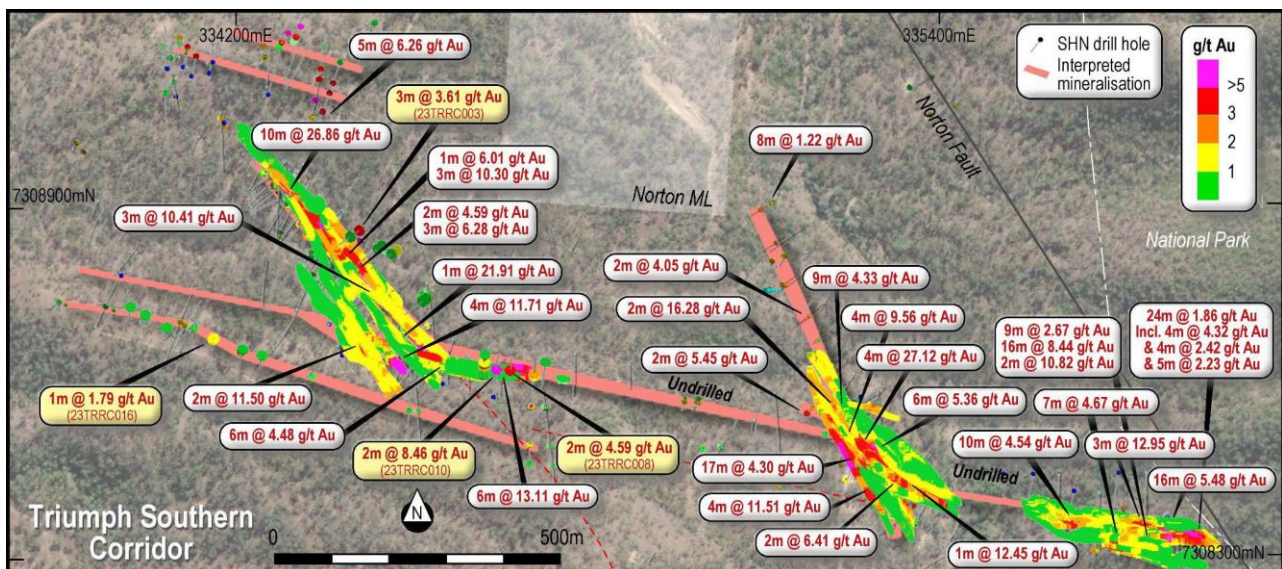 334200mE
335400mE
7308900mN
7308300mN
5m @ 6.26 g/t Au
3m @ 3.61 g/t Au
(23TRRC003)
10m @ 26.86 g/t Au
1m @ 6.01 g/t Au
3m @ 10.30 g/t Au
3m @ 10.41 g/t Au
2m @ 4.59 g/t Au
3m @ 6.28 g/t Au
1m @ 21.91 g/t Au
4m @ 11.71 g/t Au
1m @ 1.79 g/t Au
(23TRRC016)
2m @ 11.50 g/t Au
6m @ 4.48 g/t Au
2m @ 8.46 g/t Au
(23TRRC010)
6m @ 13.11 g/t Au
2m @ 4.59 g/t Au
(23TRRC008)
Norton ML
8m @ 1.22 g/t Au
2m @ 4.05 g/t Au
9m @ 4.33 g/t Au
2m @ 16.28 g/t Au
4m @ 9.56 g/t Au
2m @ 5.45 g/t Au
4m @ 27.12 g/t Au
Undrilled
6m @ 5.36 g/t Au
17m @ 4.30 g/t Au
4m @ 11.51 g/t Au
2m @ 6.41 g/t Au
1m @ 12.45 g/t Au
9m @ 2.67 g/t Au
16m @ 8.44 g/t Au
2m @ 10.82 g/t Au
24m @ 1.86 g/t Au
Incl. 4m @ 4.32 g/t Au
& 4m @ 2.42 g/t Au
& 5m @ 2.23 g/t Au
7m @ 4.67 g/t Au
10m @ 4.54 g/t Au
3m @ 12.95 g/t Au
Undrilled
16m @ 5.48 g/t Au
Norton Fault
National Park
SHN drill hole
Interpreted
mineralisation
g/t Au
>5
3
2
1
Triumph Southern
Corridor
N
0
500m